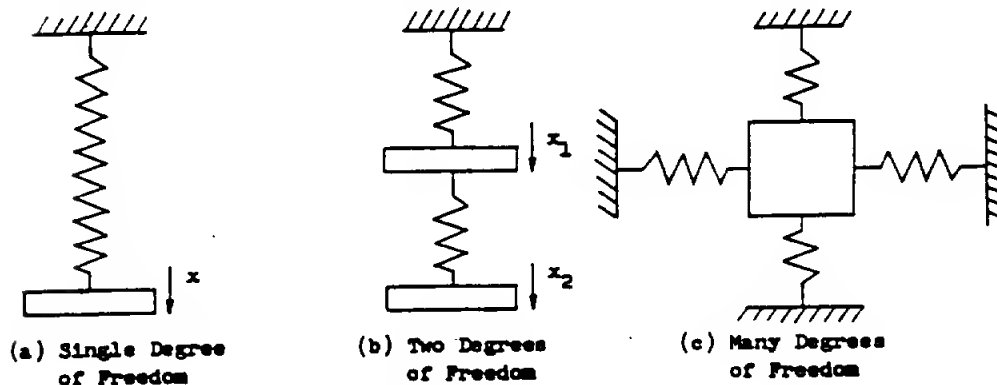 x
(a) Single Degree
of Freedom
x1
x2
(b) Two Degrees
of Freedom
(c) Many Degrees
of Freedom